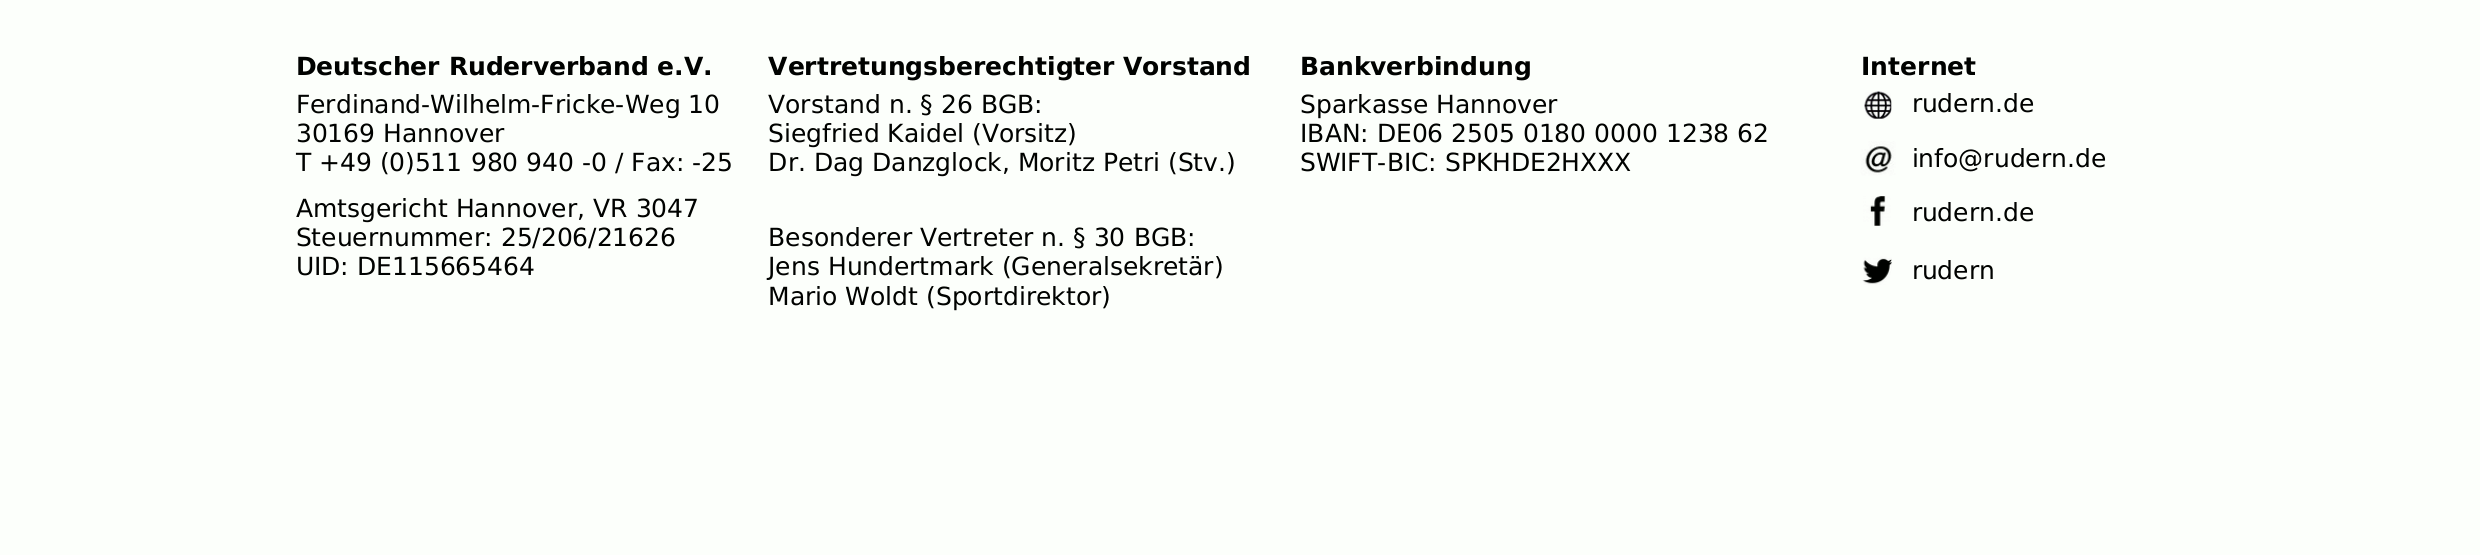 Deutscher Ruderverband e.V.
Ferdinand-Wilhelm-Fricke-Weg 10
30169 Hannover
T +49 (0)511 980 940 -0 / Fax: -25
Amtsgericht Hannover, VR 3047
Steuernummer: 25/206/21626
UID: DE115665464
Vertretungsberechtigter Vorstand
Vorstand n. § 26 BGB:
Siegfried Kaidel (Vorsitz)
Dr. Dag Danzglock, Moritz Petri (Stv.)
Besonderer Vertreter n. § 30 BGB:
Jens Hundertmark (Generalsekretär)
Mario Woldt (Sportdirektor)
Bankverbindung
Sparkasse Hannover
IBAN: DE06 2505 0180 0000 1238 62
SWIFT-BIC: SPKHDE2HXXX
Internet
rudern.de
@ info@rudern.de
rudern.de
rudern